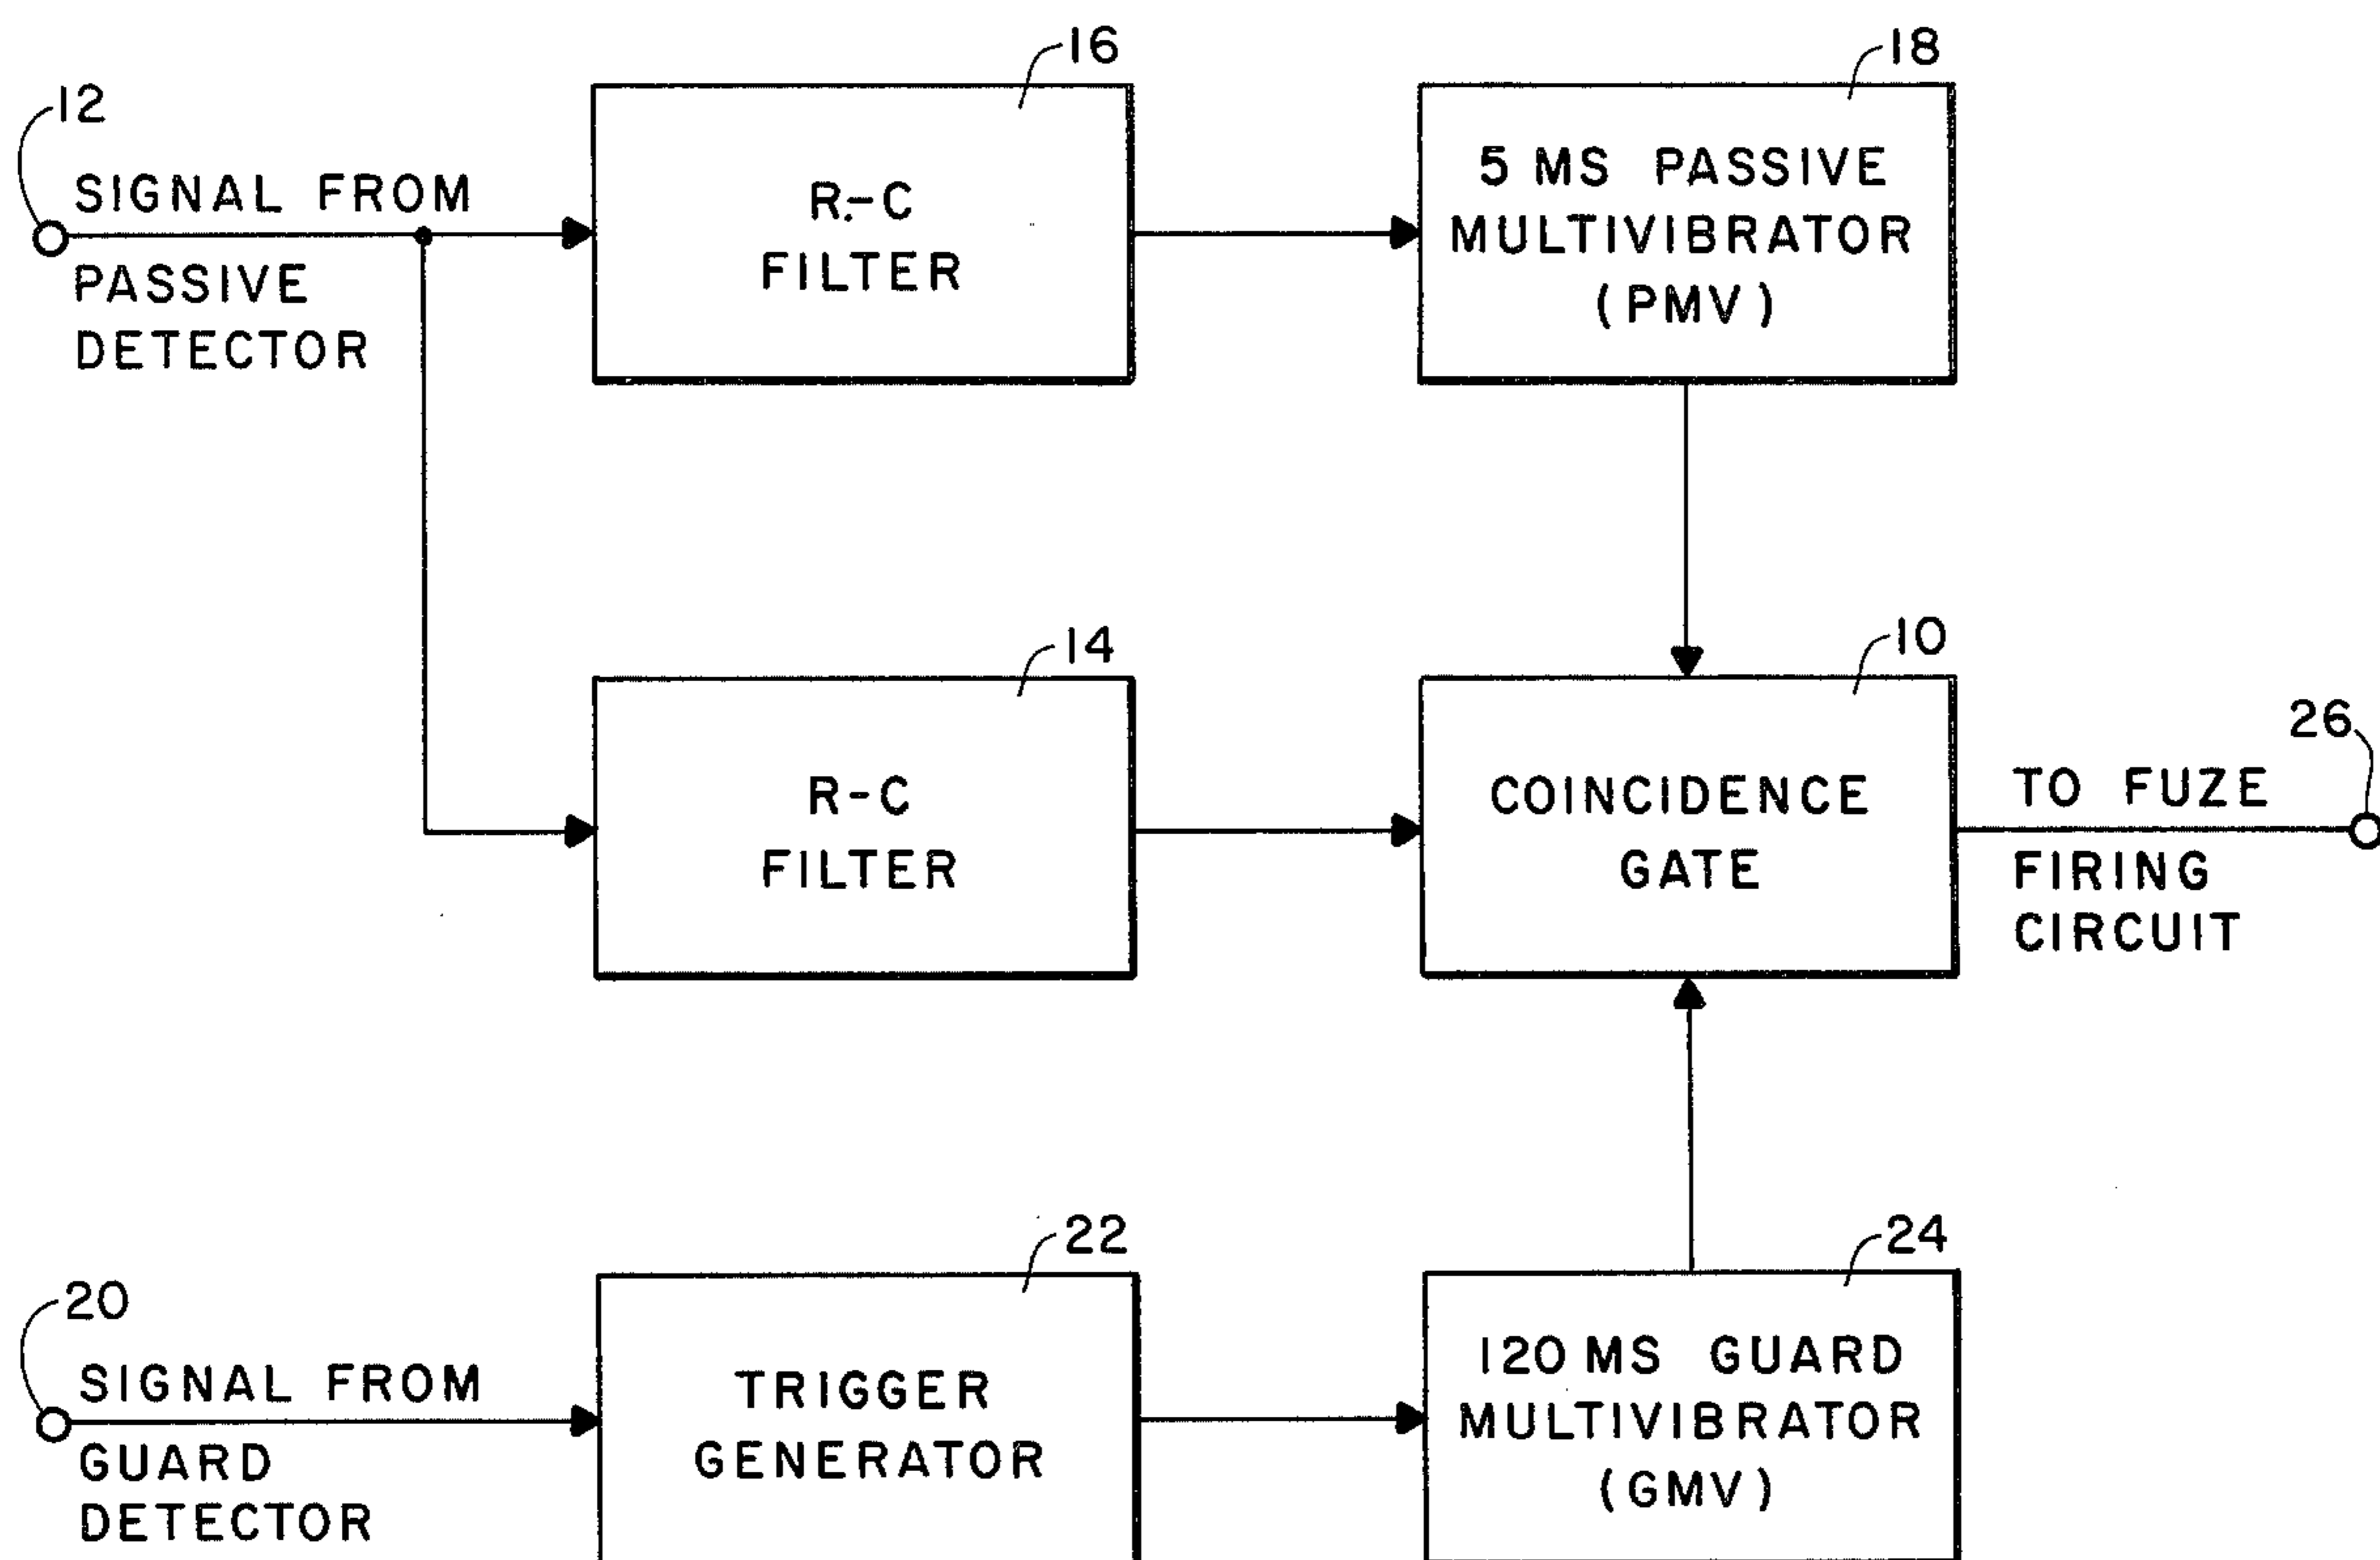 12
SIGNAL FROM
PASSIVE
DETECTOR
16
R-C
FILTER
18
5 MS PASSIVE
MULTIVIBRATOR
(PMV)
14
R-C
FILTER
10
COINCIDENCE
GATE
26
TO FUZE
FIRING
CIRCUIT
20
SIGNAL FROM
GUARD
DETECTOR
22
TRIGGER
GENERATOR
24
120 MS GUARD
MULTIVIBRATOR
(GMV)